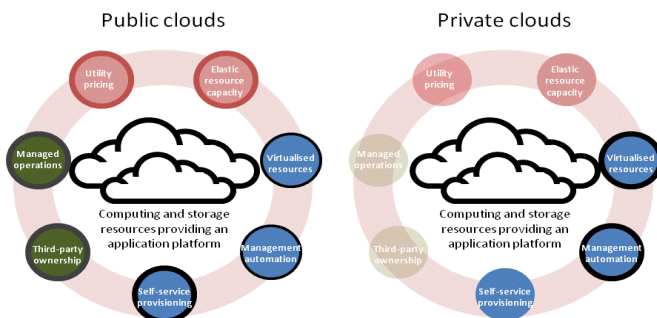 Public clouds
Utility
pricing
Elastic
resource
capacity
Managed
operations
Virtualised
resources
Computing and storage
resources providing an
application platform
Third-party
ownership
Management
automation
Self-service
provisioning
Private clouds
Utility
pricing
Elastic
resource
capacity
Managed
operations
Virtualised
resources
Computing and storage
resources providing an
application platform
Third-party
ownership
Management
automation
Self-service
provisioning